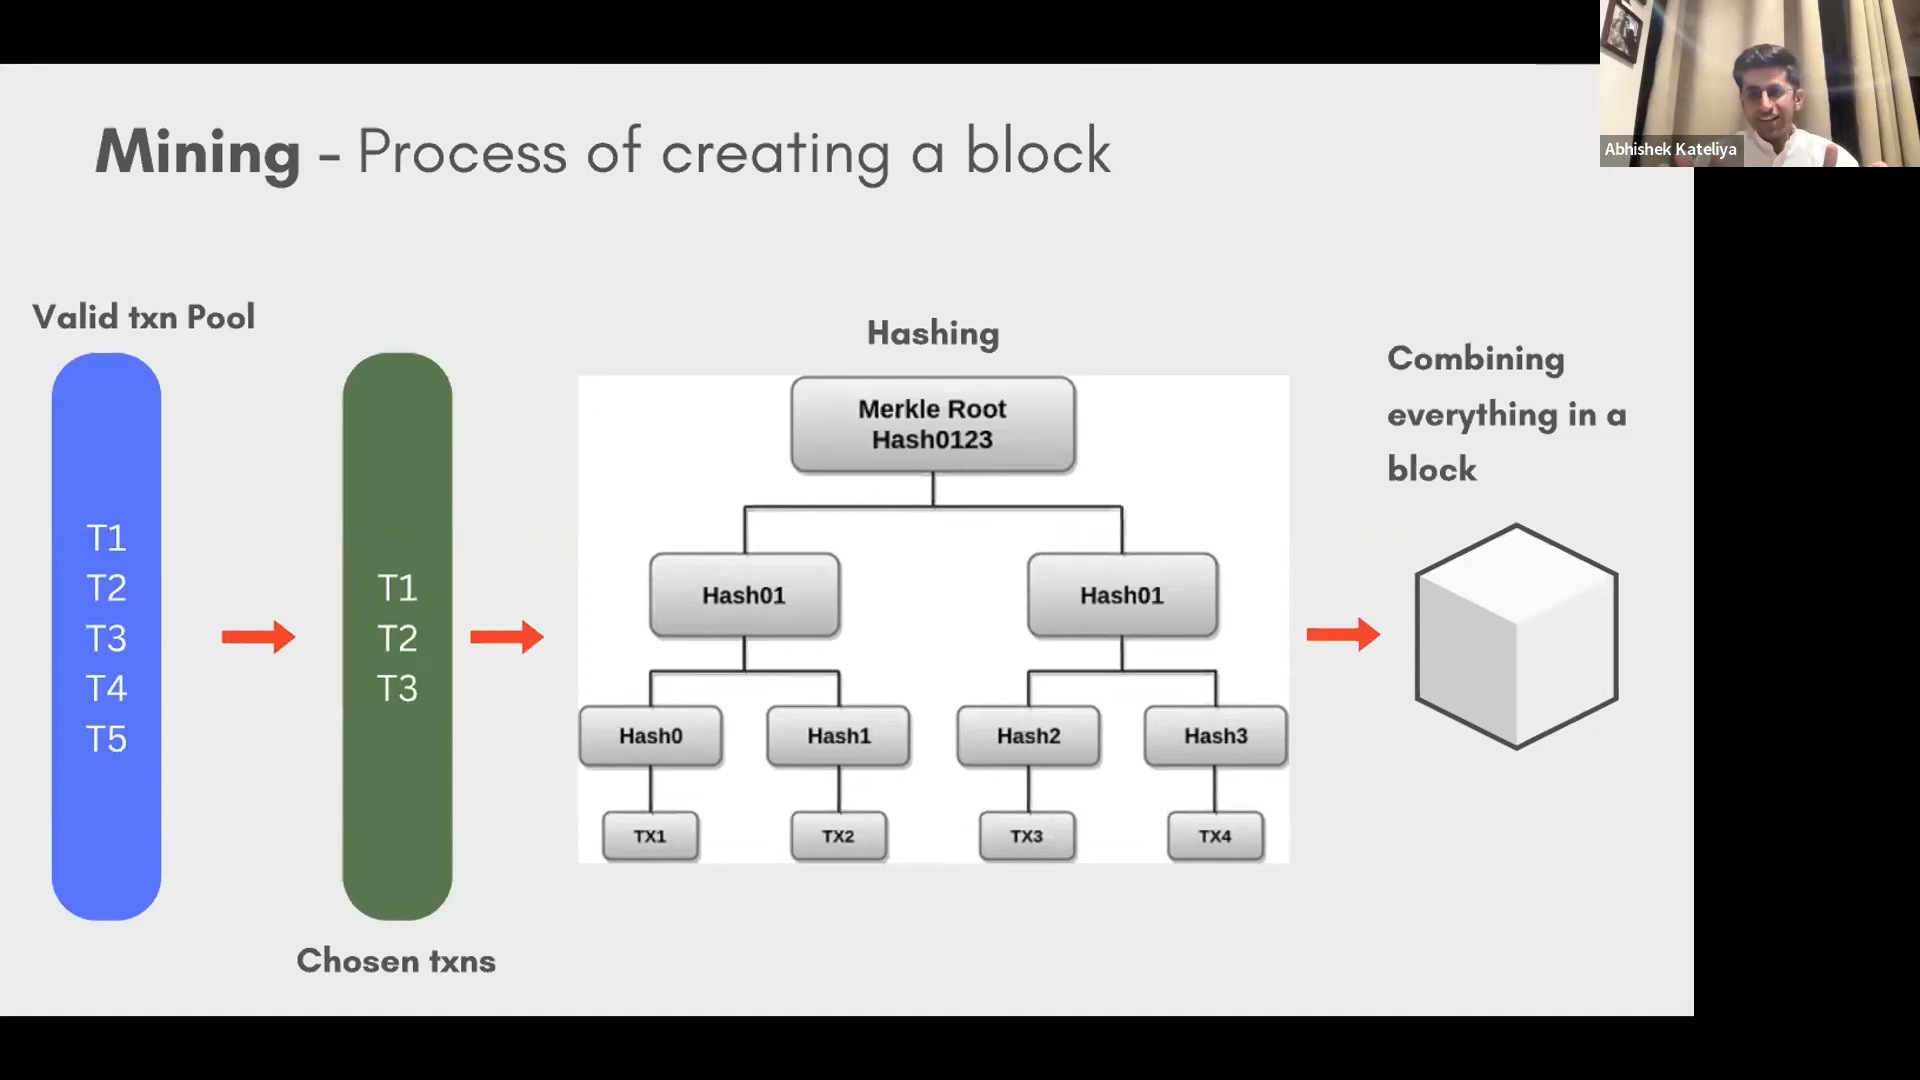 Abhishek Kateliya
Mining - Process of creating a block
Valid txn Pool
T1
T2
T3
T4
T5
T1
T2
T3
Chosen txns
Hashing
Merkle Root
Hash0123
Hash01
Hash01
Hash0
Hash1
Hash2
Hash3
TX1
TX2
TX3
TX4
Combining
everything in a
block